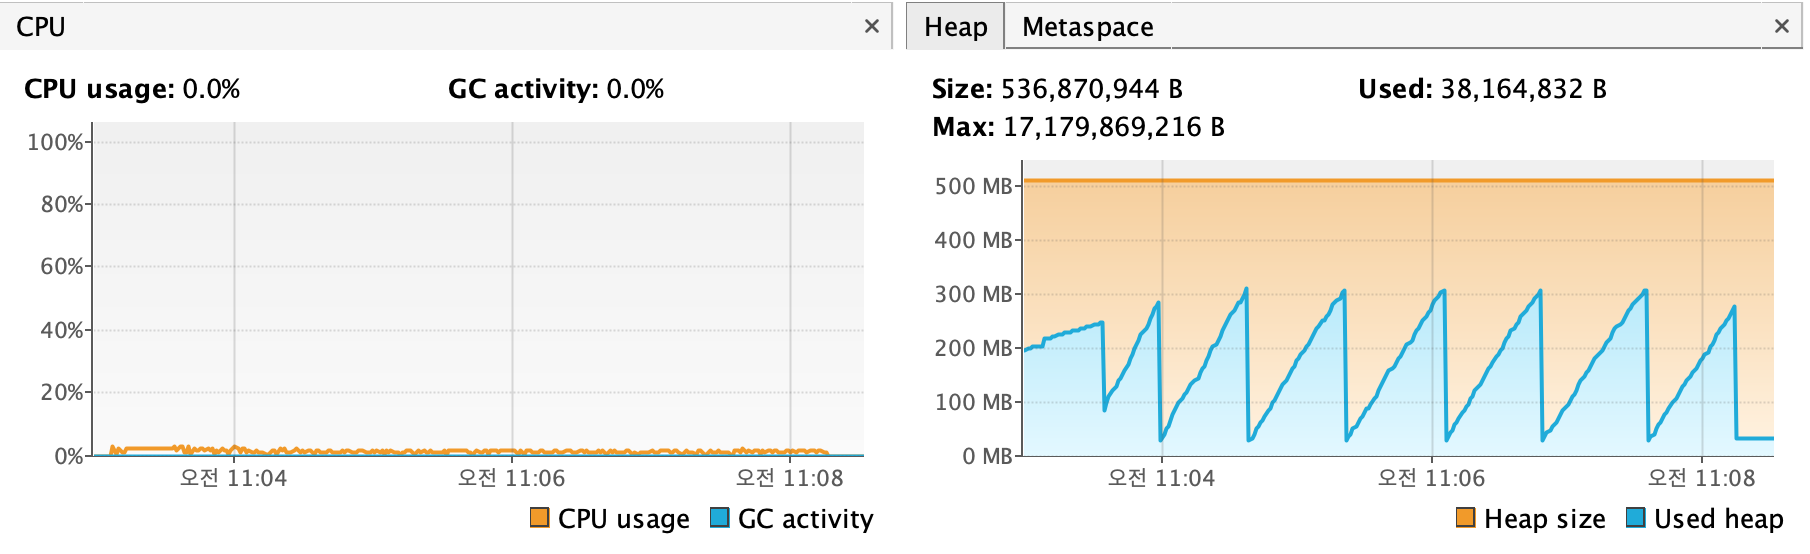 CPU
CPU usage: 0.0%
GC activity: 0.0%
100%
80%
60%
40%
20%
0%
오전 11:04
오전 11:06
오전 11:08
CPU usage
GC activity
Heap
Metaspace
Size: 536,870,944 B
Used: 38,164,832 B
Max: 17,179,869,216 B
500 MB
400 MB
300 MB
200 MB
100 MB
0 MB
오전 11:04
오전 11:06
오전 11:08
Heap size
Used heap